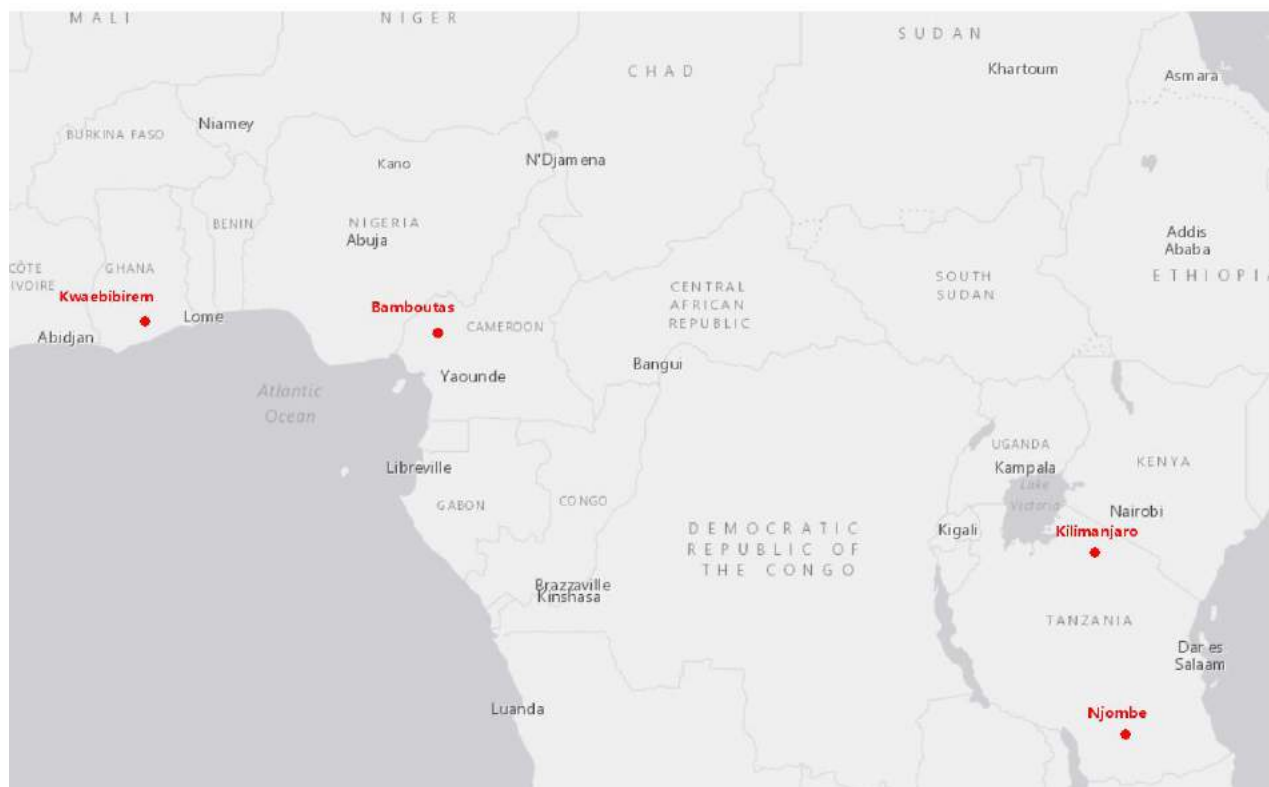 MALI
NIGER
SUDAN
CHAD
Khartoum
Asmara
Niamey
BURKINA FASO
Kano
N'Djamena
BENIN
NIGERIA
Abuja
Addis
Ababa
CÔTE
IVOIRE
GHANA
ETHIOPIA
SOUTH
SUDAN
CENTRAL
AFRICAN
REPUBLIC
Kwaebibirem
Bamboutas
Lome
CAMEROON
Abidjan
Bangui
Yaounde
Atlantic
Ocean
UGANDA
Kampala
KENYA
Libreville
Lake
Victoria
GABON
CONGO
Nairobi
DEMOCRATIC
REPUBLIC OF
THE CONGO
Kigali
Kilimanjaro
Brazzaville
Kinshasa
TANZANIA
Dar es
Salaam
Luanda
Njombe